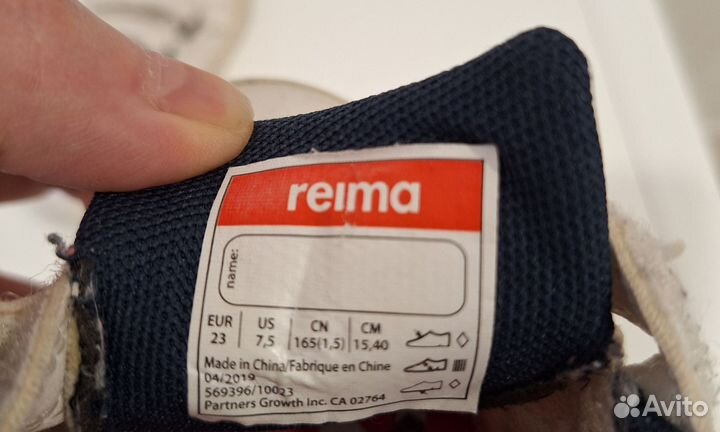 reima
name:
EUR US CN CM
23 7,5 165(1,5) 15,40
Made in China/Fabrique en Chine
04/2019
569396/10023
Partners Growth Inc. CA 02764
Avito